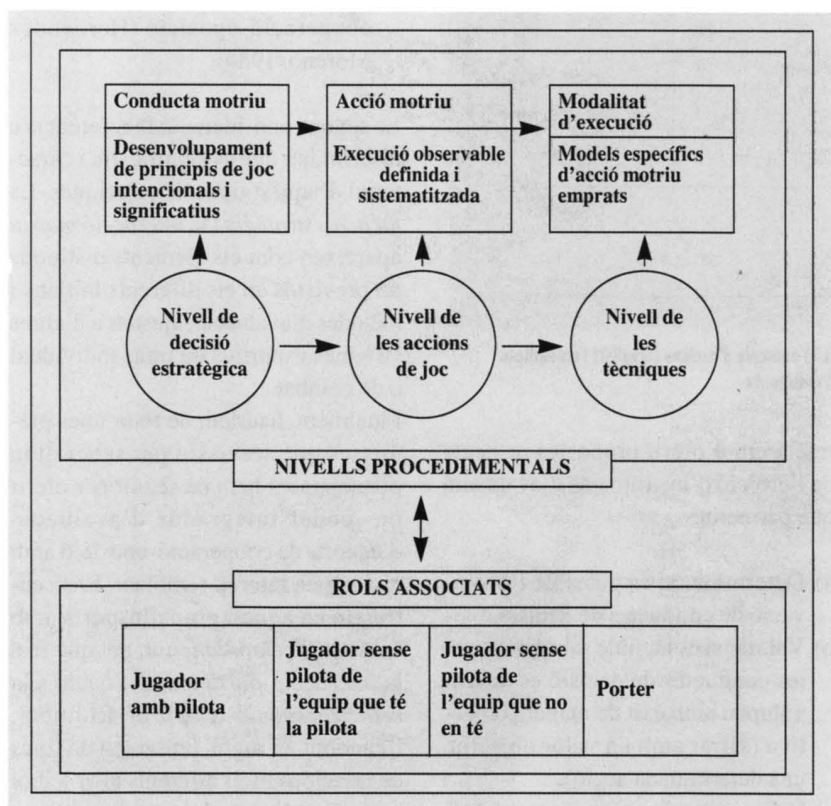 Conducta motriu
Desenvolupament
de principis de joc
intencionals i
significatius
Acció motriu
Execució observable
definida i
sistematitzada
Modalitat
d'execució
Models específics
d'acció motriu
emprats
Nivell de
decisió
estratègica
Nivell de
les accions
de joc
Nivell de
les
tècniques
NIVELLS PROCEDIMENTALS
ROLS ASSOCIATS
Jugador
amb pilota
Jugador sense
pilota de
l'equip que té
la pilota
Jugador sense
pilota de
l'equip que no
en té
Porter